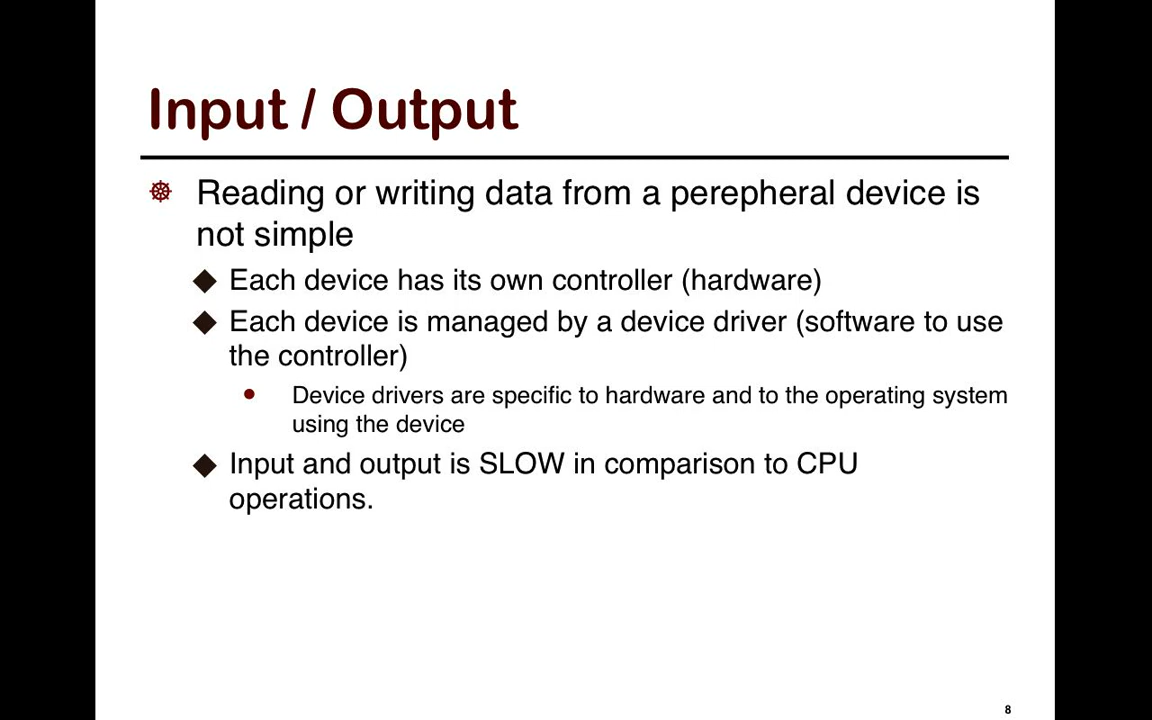 Input / Output
Reading or writing data from a perepheral device is
not simple
Each device has its own controller (hardware)
Each device is managed by a device driver (software to use
the controller)
Device drivers are specific to hardware and to the operating system
using the device
Input and output is SLOW in comparison to CPU
operations.
8